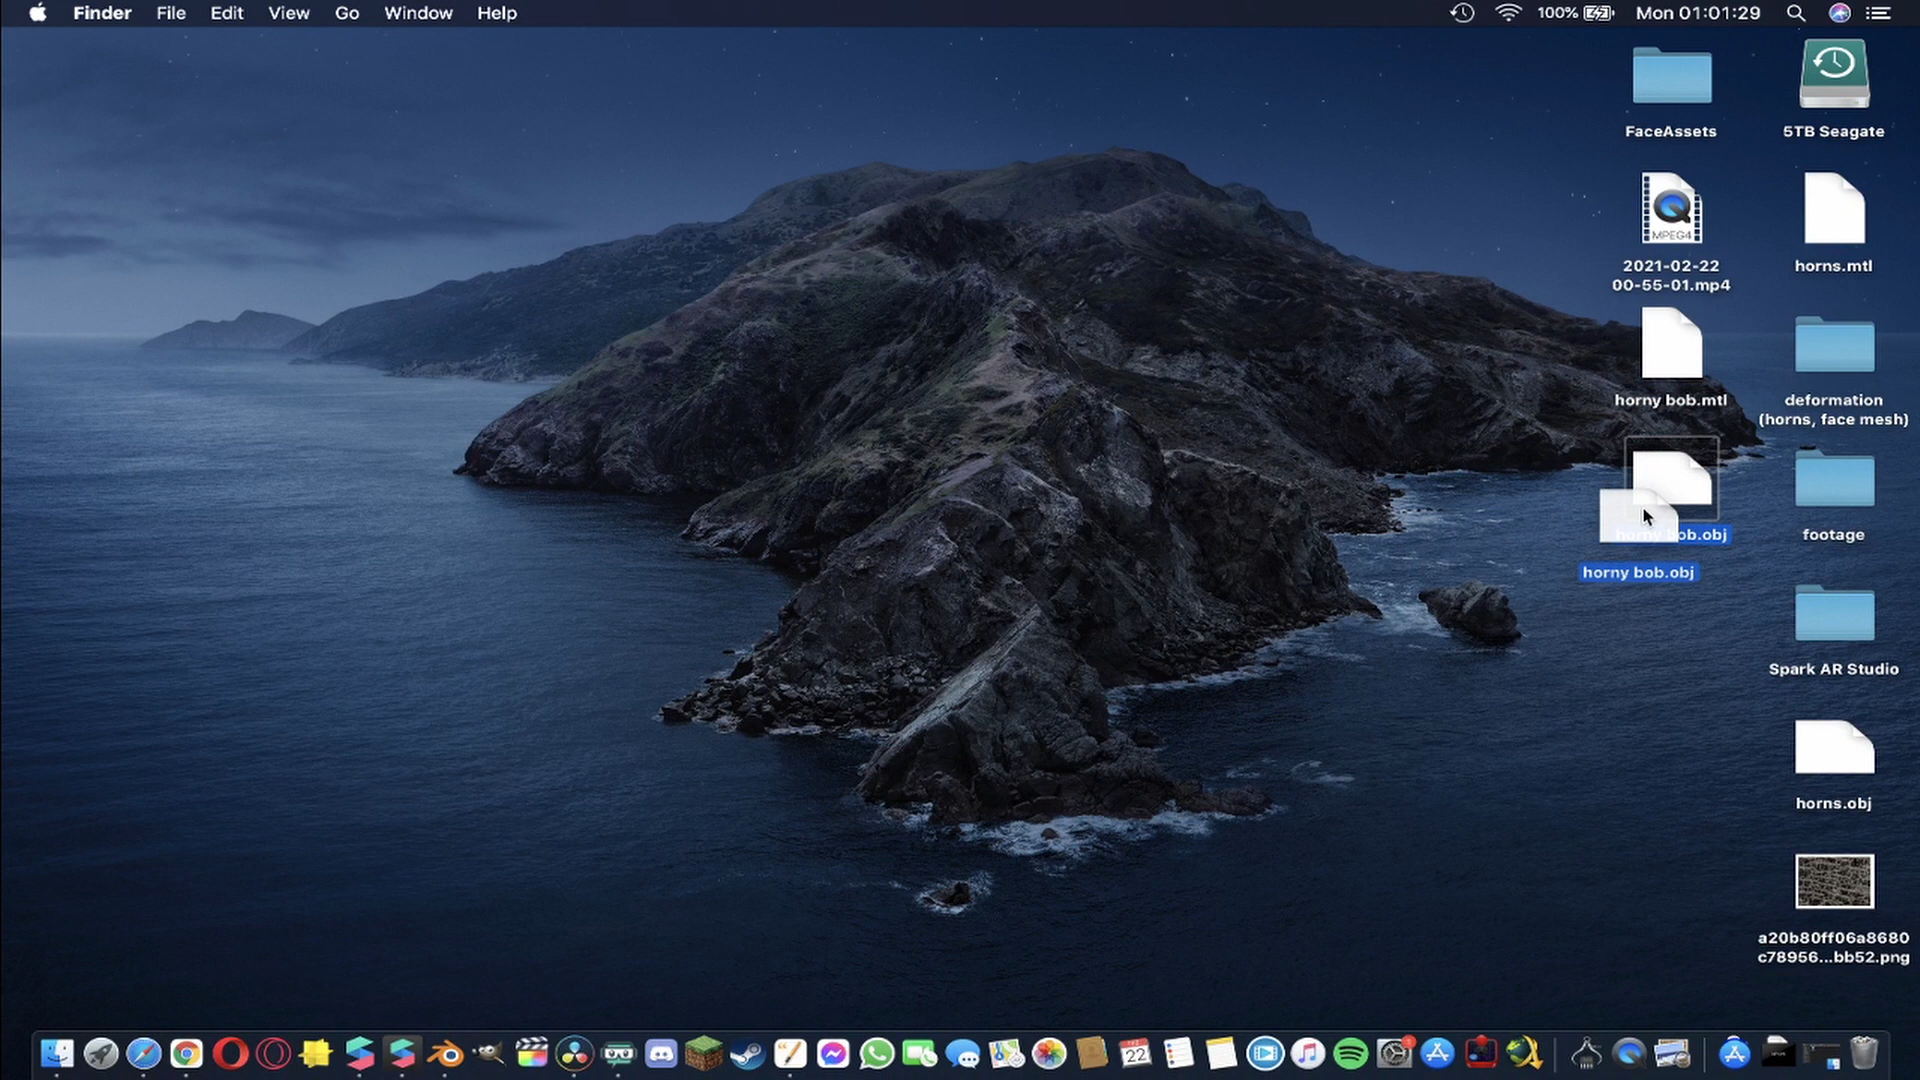 Finder File Edit View Go Window Help
100% Mon 01:01:29
FaceAssets
5TB Seagate
MPEG4
2021-02-22
00-55-01.mp4
horns.mtl
horny bob.mtl
deformation
(horns, face mesh)
horny bob.obj
footage
horny bob.obj
Spark AR Studio
horns.obj
a20b80ff06a8680
c78956...bb52.png
22